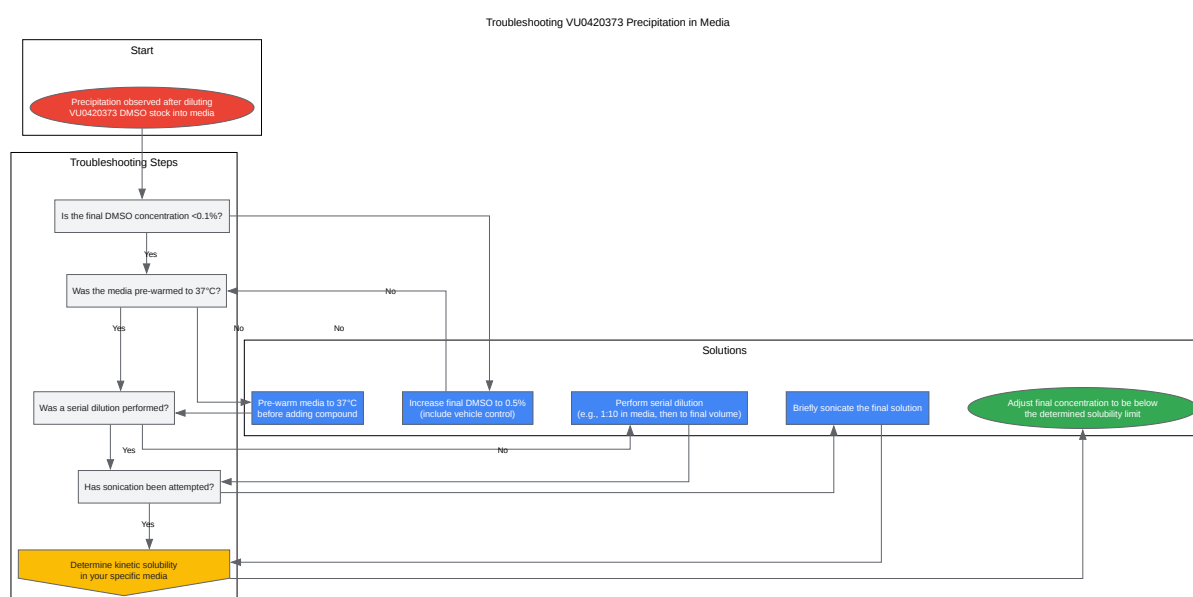 Troubleshooting VU0420373 Precipitation in Media
Start
Precipitation observed after diluting
VU0420373 DMSO stock into media
Troubleshooting Steps
Is the final DMSO concentration <0.1%?
Yes
Was the media pre-warmed to 37°C?
No
Yes
No
No
Solutions
Was a serial dilution performed?
Pre-warm media to 37°C
before adding compound
Increase final DMSO to 0.5%
(include vehicle control)
Perform serial dilution
(e.g., 1:10 in media, then to final volume)
Briefly sonicate the final solution
Adjust final concentration to be below
the determined solubility limit
Yes
No
Has sonication been attempted?
Yes
Determine kinetic solubility
in your specific media